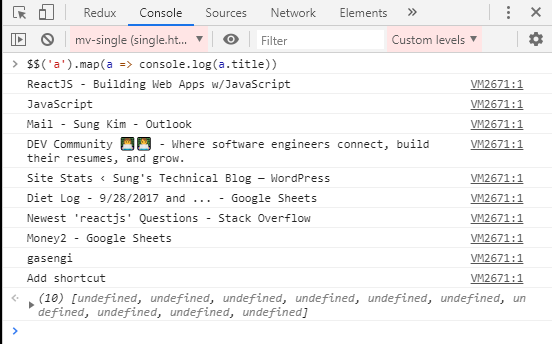 Redux Console Sources Network
mv-single (single.ht... ▼ Filter Custom levels ▼
> $$('a').map(a => console.log(a.title))
ReactJS - Building Web Apps w/JavaScript VM2671:1
JavaScript VM2671:1
Mail - Sung Kim - Outlook VM2671:1
DEV Community 👩‍💻👨‍💻 - Where software engineers connect, build VM2671:1
their resumes, and grow.
Site Stats ‹ Sung's Technical Blog — WordPress VM2671:1
Diet Log - 9/28/2017 and ... - Google Sheets VM2671:1
Newest 'reactjs' Questions - Stack Overflow VM2671:1
Money2 - Google Sheets VM2671:1
gasengi VM2671:1
Add shortcut VM2671:1
(10) [undefined, undefined, undefined, undefined, undefined, undefined, un
defined, undefined, undefined, undefined]